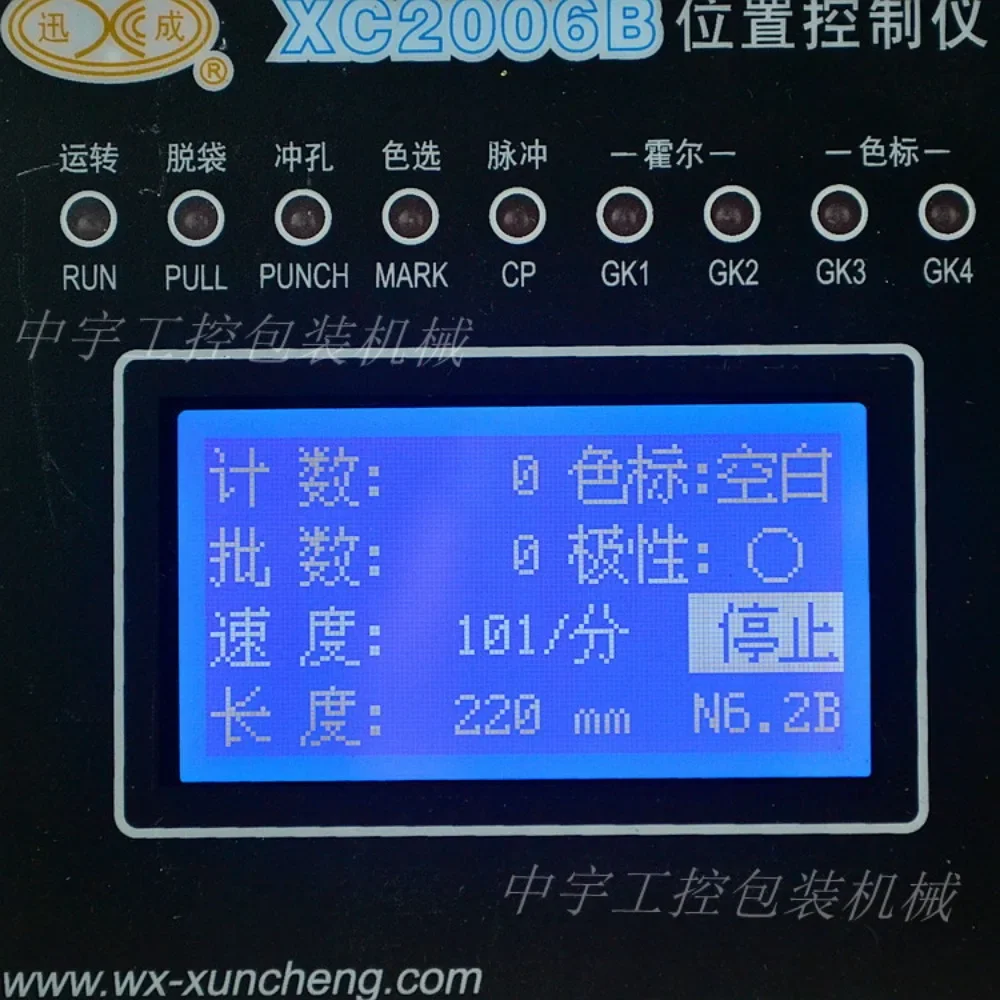 迅XC成
®
XC2006B 位置控制仪
运转 脱袋 冲孔 色选 脉冲 —霍尔— —色标—
RUN PULL PUNCH MARK CP GK1 GK2 GK3 GK4
中宇工控包装机械
计 数: 0 色标:空白
批 数: 0 极性: ○
速 度: 101/分 停止
长 度: 220 mm N6.2B
中宇工控包装机械
www.wx-xuncheng.com